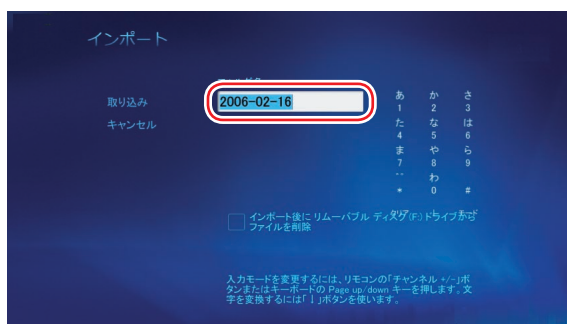 インポート
取り込み
キャンセル
2006-02-16
あ か さ
1 2 3
た な は
4 5 6
ま や ら
7 8 9
゛゜ わ
* 0 #
インポート後にリムーバブル ディスク (F:) ドライブから
ファイルを削除
入力モードを変更するには、リモコンの「チャンネル +/-」ボ
タンまたはキーボードの Page up/down キーを押します。文
字を変換するには「↓」ボタンを使います。